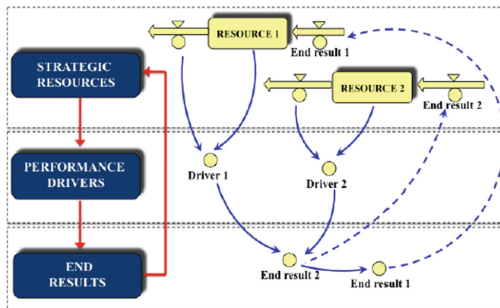 RESOURCE 1
End result 1
STRATEGIC
RESOURCES
RESOURCE 2
End result 2
PERFORMANCE
DRIVERS
Driver 1
Driver 2
END
RESULTS
End result 2
End result 1